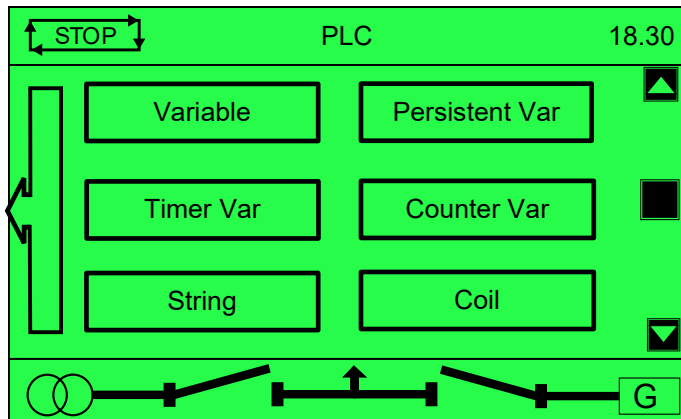 STOP PLC 18.30
Variable Persistent Var
Timer Var Counter Var
String Coil
G